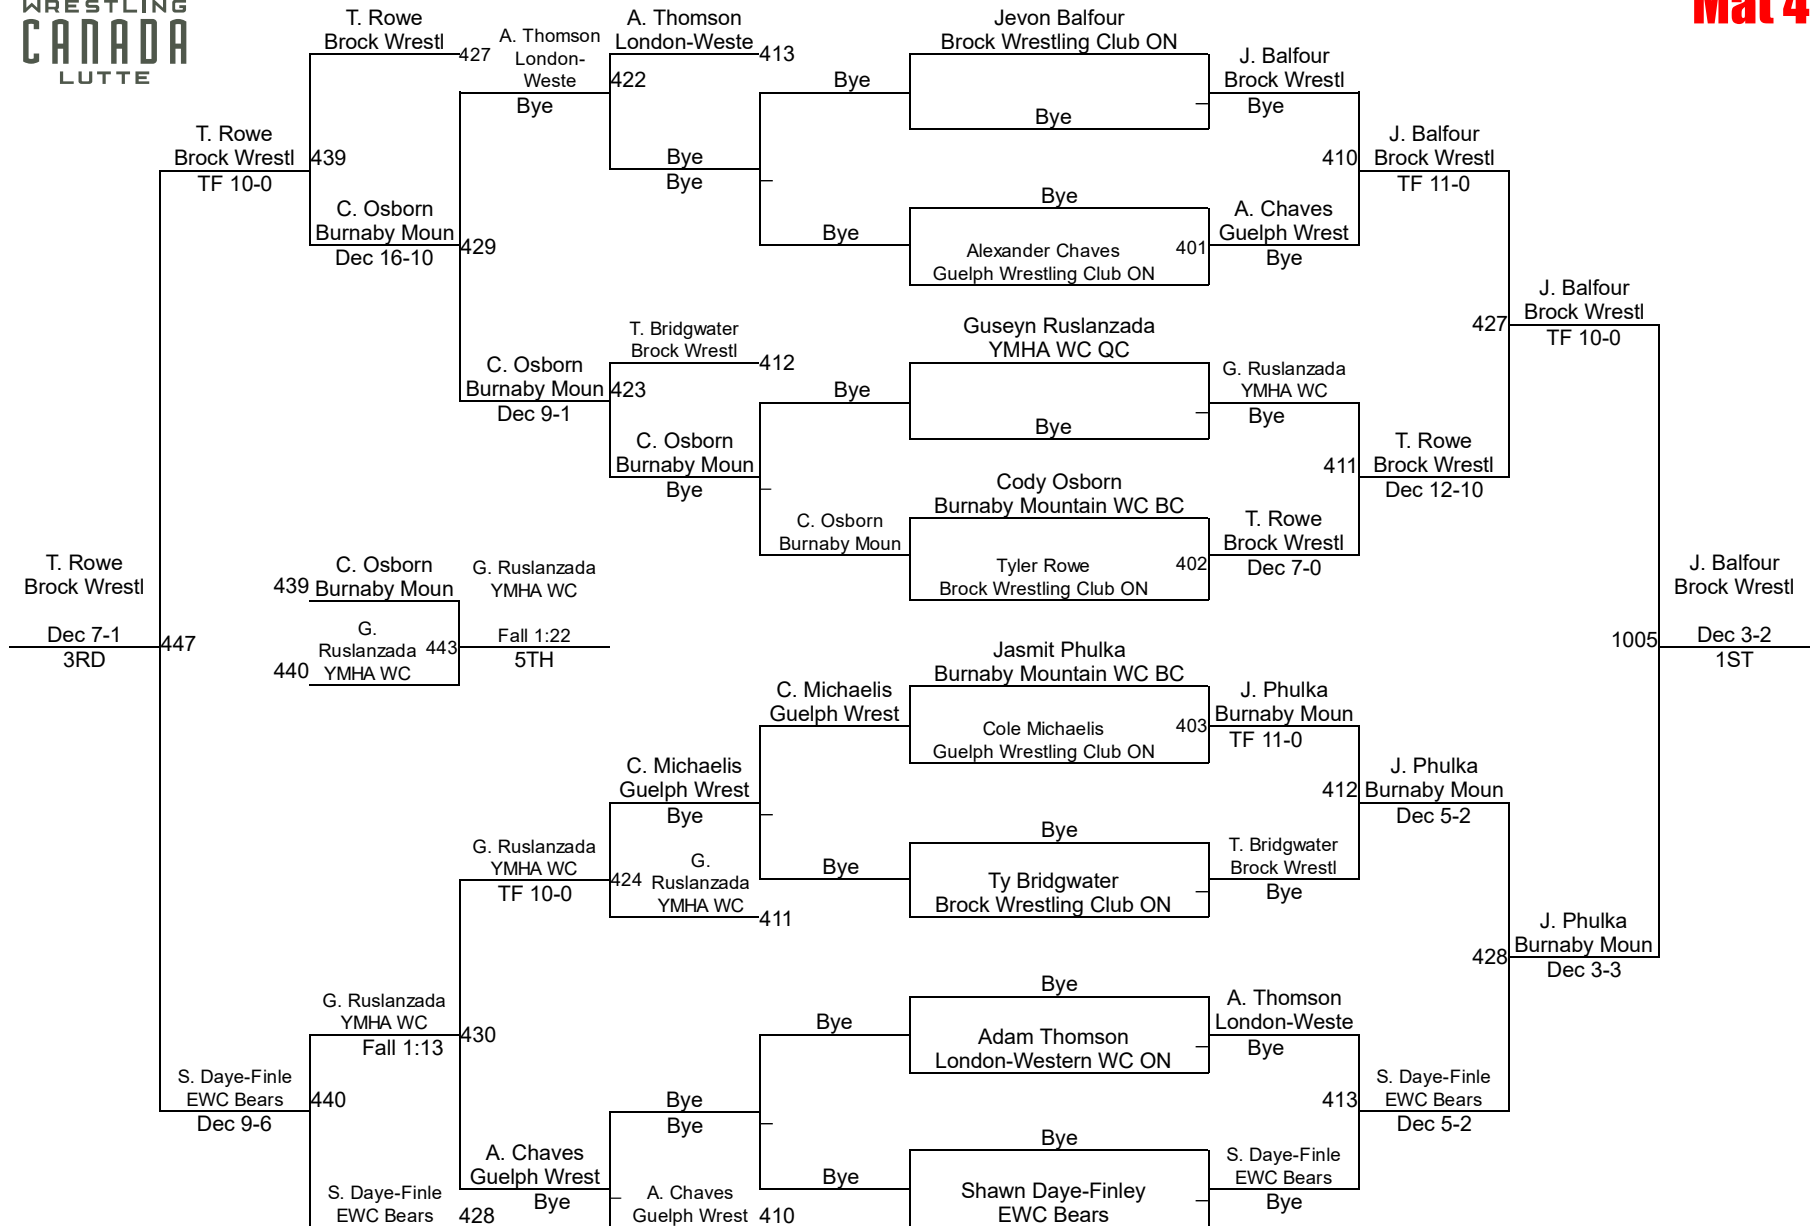 WRESTLING
CANADA
LUTTE
Mat 4
T. Rowe
Brock Wrestl
427
A. Thomson
London-
Weste
Bye
A. Thomson
London-Weste
413
422
Bye
Jevon Balfour
Brock Wrestling Club ON
Bye
J. Balfour
Brock Wrestl
Bye
T. Rowe
Brock Wrestl
TF 10-0
439
Bye
Bye
410
J. Balfour
Brock Wrestl
TF 11-0
C. Osborn
Burnaby Moun
Dec 16-10
429
Bye
Bye
Alexander Chaves
Guelph Wrestling Club ON
401
A. Chaves
Guelph Wrest
Bye
J. Balfour
Brock Wrestl
TF 10-0
427
T. Bridgwater
Brock Wrestl
412
C. Osborn
Burnaby Moun
Dec 9-1
423
Bye
Guseyn Ruslanzada
YMHA WC QC
Bye
G. Ruslanzada
YMHA WC
Bye
C. Osborn
Burnaby Moun
Bye
411
T. Rowe
Brock Wrestl
Dec 12-10
C. Osborn
Burnaby Moun
Cody Osborn
Burnaby Mountain WC BC
Tyler Rowe
Brock Wrestling Club ON
402
T. Rowe
Brock Wrestl
Dec 7-0
T. Rowe
Brock Wrestl
Dec 7-1
3RD
447
439
C. Osborn
Burnaby Moun
G.
Ruslanzada
YMHA WC
440
443
G. Ruslanzada
YMHA WC
Fall 1:22
5TH
J. Balfour
Brock Wrestl
1005
Dec 3-2
1ST
C. Michaelis
Guelph Wrest
Jasmit Phulka
Burnaby Mountain WC BC
Cole Michaelis
Guelph Wrestling Club ON
403
J. Phulka
Burnaby Moun
TF 11-0
C. Michaelis
Guelph Wrest
Bye
412
J. Phulka
Burnaby Moun
Dec 5-2
G. Ruslanzada
YMHA WC
TF 10-0
424
G.
Ruslanzada
YMHA WC
411
Bye
Bye
Ty Bridgwater
Brock Wrestling Club ON
T. Bridgwater
Brock Wrestl
Bye
428
J. Phulka
Burnaby Moun
Dec 3-3
G. Ruslanzada
YMHA WC
Fall 1:13
430
Bye
Bye
Adam Thomson
London-Western WC ON
A. Thomson
London-Weste
Bye
S. Daye-Finle
EWC Bears
Dec 9-6
440
Bye
Bye
413
S. Daye-Finle
EWC Bears
Dec 5-2
S. Daye-Finle
EWC Bears
428
A. Chaves
Guelph Wrest
Bye
A. Chaves
Guelph Wrest
410
Bye
Bye
Shawn Daye-Finley
EWC Bears
S. Daye-Finle
EWC Bears
Bye